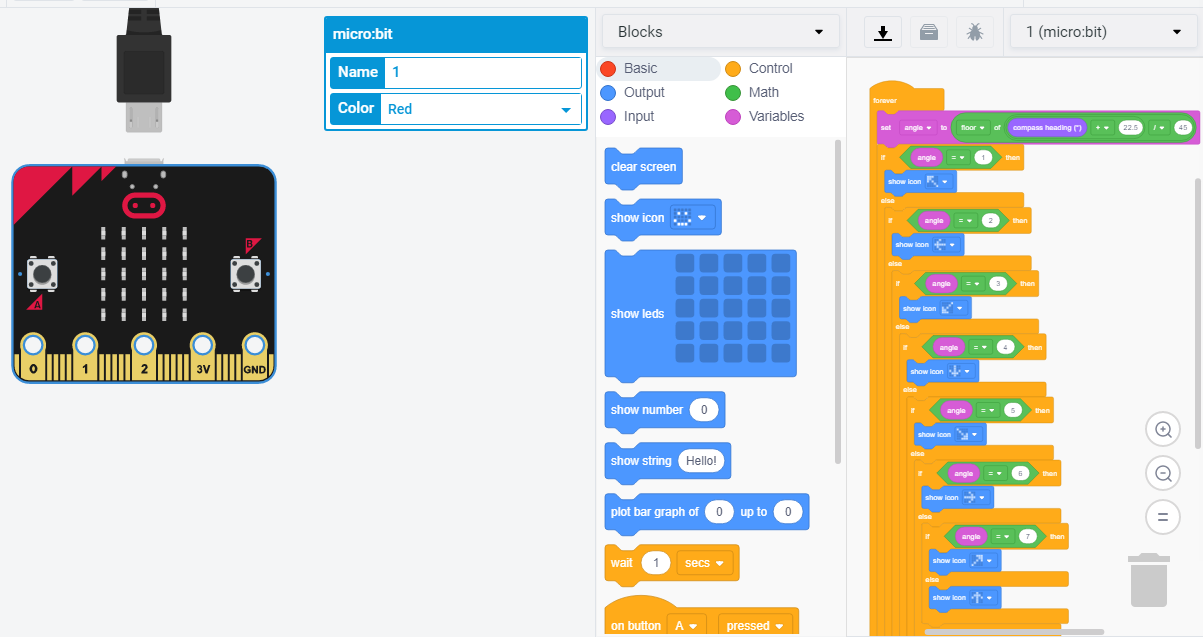 micro:bit
Name 1
Color Red
B
A
0 1 2 3V GND
Blocks
Basic Control
Output Math
Input Variables
clear screen
show icon
show leds
show number 0
show string Hello!
plot bar graph of 0 up to 0
wait 1 secs
on button A pressed
1 (micro:bit)
forever
set angle to floor of compass heading (°) + 22.5 / 45
if angle = 1 then
show icon
else
if angle = 2 then
show icon
else
if angle = 3 then
show icon
else
if angle = 4 then
show icon
else
if angle = 5 then
show icon
else
if angle = 6 then
show icon
else
if angle = 7 then
show icon
else
show icon